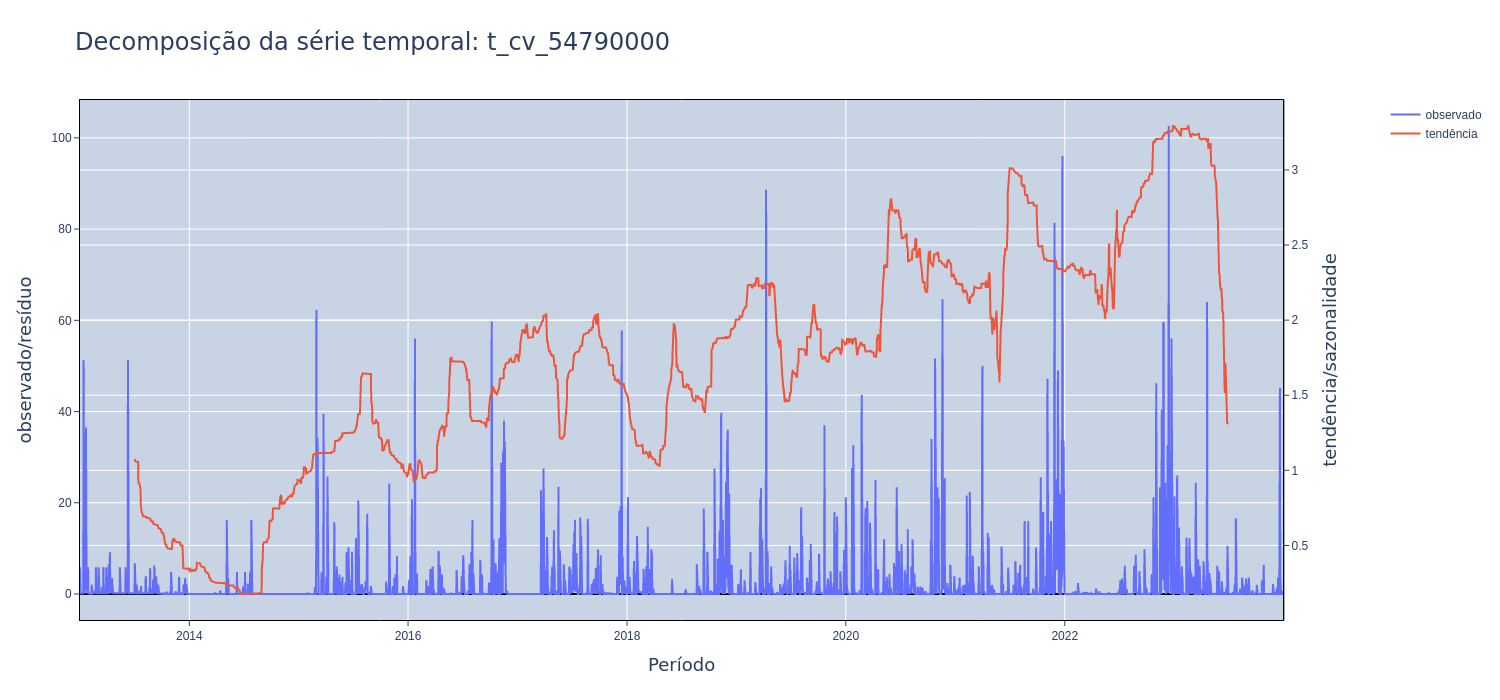 Decomposição da série temporal: t_cv_54790000
observado
tendência
observado/resíduo
100
80
60
40
20
0
3
2.5
2
1.5
1
0.5
tendência/sazonalidade
2014
2016
2018
2020
2022
Período